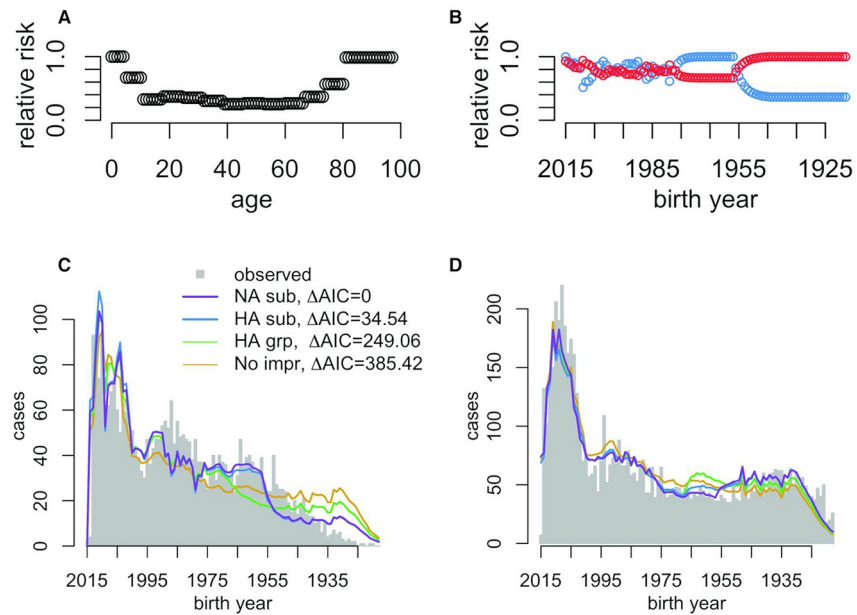 A
relative risk
0.0 1.0
0 20 40 60 80 100
age
B
relative risk
0.0 1.0
2015 1985 1955 1925
birth year
C
observed
NA sub, ΔAIC=0
HA sub, ΔAIC=34.54
HA grp, ΔAIC=249.06
No impr, ΔAIC=385.42
cases
0 20 40 60 80 100
2015 1995 1975 1955 1935
birth year
D
cases
0 50 100 150 200
2015 1995 1975 1955 1935
birth year